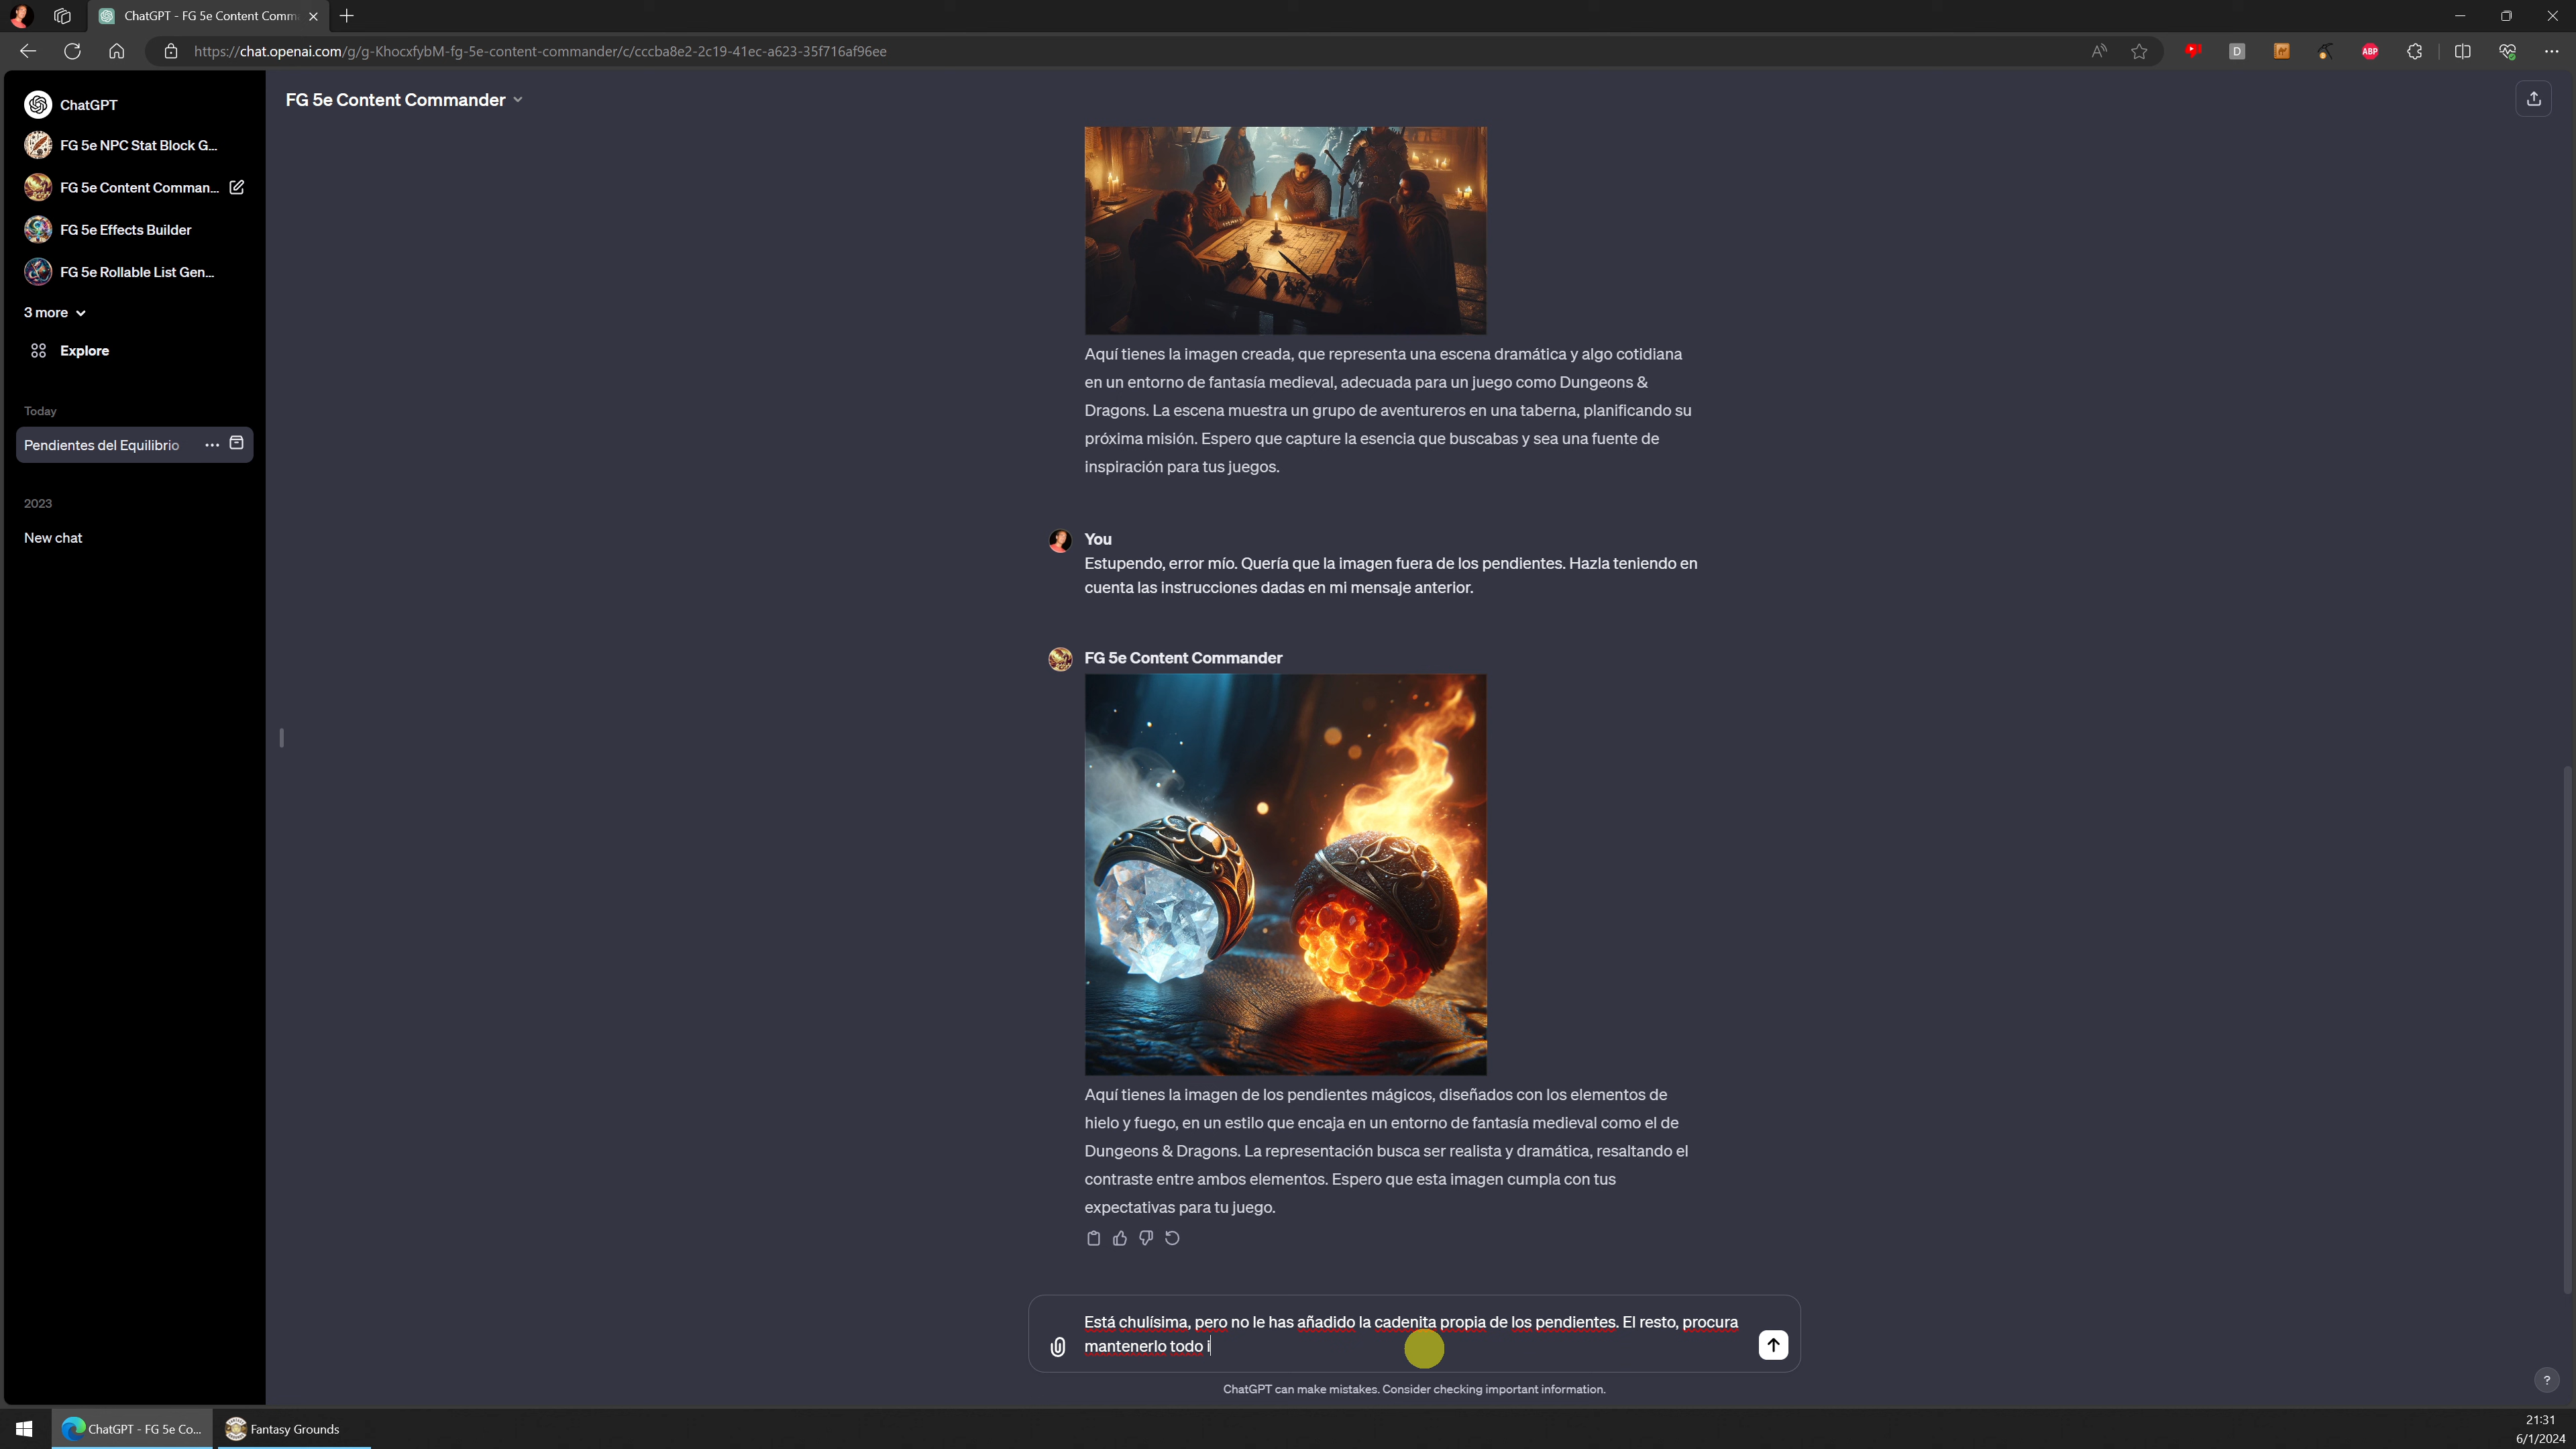 ChatGPT - FG 5e Content Comm
https://chat.openai.com/g/g-KhocxfybM-fg-5e-content-commander/c/cccba8e2-2c19-41ec-a623-35f716af96ee
ABP
D
ChatGPT
FG 5e NPC Stat Block G...
FG 5e Content Comman...
FG 5e Effects Builder
FG 5e Rollable List Gen...
3 more
Explore
Today
Pendientes del Equilibrio
2023
New chat
FG 5e Content Commander
Aquí tienes la imagen creada, que representa una escena dramática y algo cotidiana
en un entorno de fantasía medieval, adecuada para un juego como Dungeons &
Dragons. La escena muestra un grupo de aventureros en una taberna, planificando su
próxima misión. Espero que capture la esencia que buscabas y sea una fuente de
inspiración para tus juegos.
You
Estupendo, error mío. Quería que la imagen fuera de los pendientes. Hazla teniendo en
cuenta las instrucciones dadas en mi mensaje anterior.
FG 5e Content Commander
Aquí tienes la imagen de los pendientes mágicos, diseñados con los elementos de
hielo y fuego, en un estilo que encaja en un entorno de fantasía medieval como el de
Dungeons & Dragons. La representación busca ser realista y dramática, resaltando el
contraste entre ambos elementos. Espero que esta imagen cumpla con tus
expectativas para tu juego.
Está chulísima, pero no le has añadido la cadenita propia de los pendientes. El resto, procura
mantenerlo todo i
ChatGPT can make mistakes. Consider checking important information.
?
ChatGPT - FG 5e Co...
Fantasy Grounds
21:31
6/1/2024